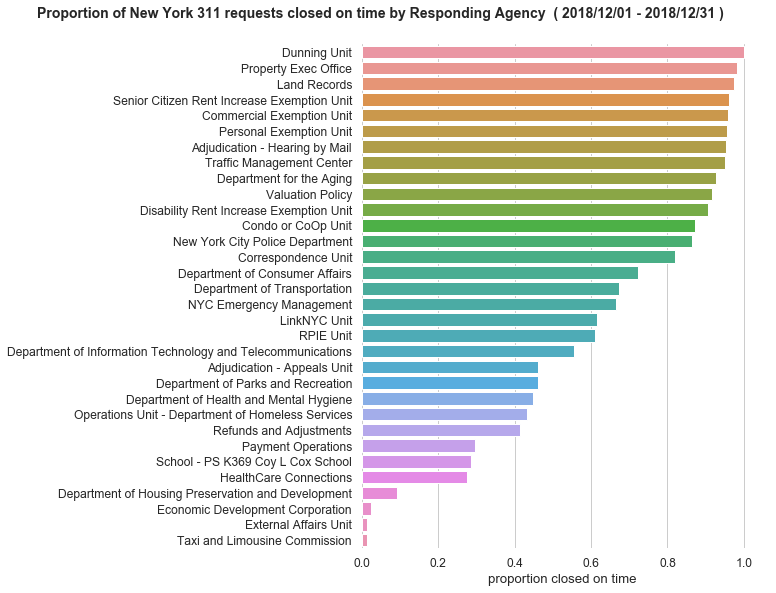 Proportion of New York 311 requests closed on time by Responding Agency  ( 2018/12/01 - 2018/12/31 )
Dunning Unit
Property Exec Office
Land Records
Senior Citizen Rent Increase Exemption Unit
Commercial Exemption Unit
Personal Exemption Unit
Adjudication - Hearing by Mail
Traffic Management Center
Department for the Aging
Valuation Policy
Disability Rent Increase Exemption Unit
Condo or CoOp Unit
New York City Police Department
Correspondence Unit
Department of Consumer Affairs
Department of Transportation
NYC Emergency Management
LinkNYC Unit
RPIE Unit
Department of Information Technology and Telecommunications
Adjudication - Appeals Unit
Department of Parks and Recreation
Department of Health and Mental Hygiene
Operations Unit - Department of Homeless Services
Refunds and Adjustments
Payment Operations
School - PS K369 Coy L Cox School
HealthCare Connections
Department of Housing Preservation and Development
Economic Development Corporation
External Affairs Unit
Taxi and Limousine Commission
0.0 0.2 0.4 0.6 0.8 1.0
proportion closed on time